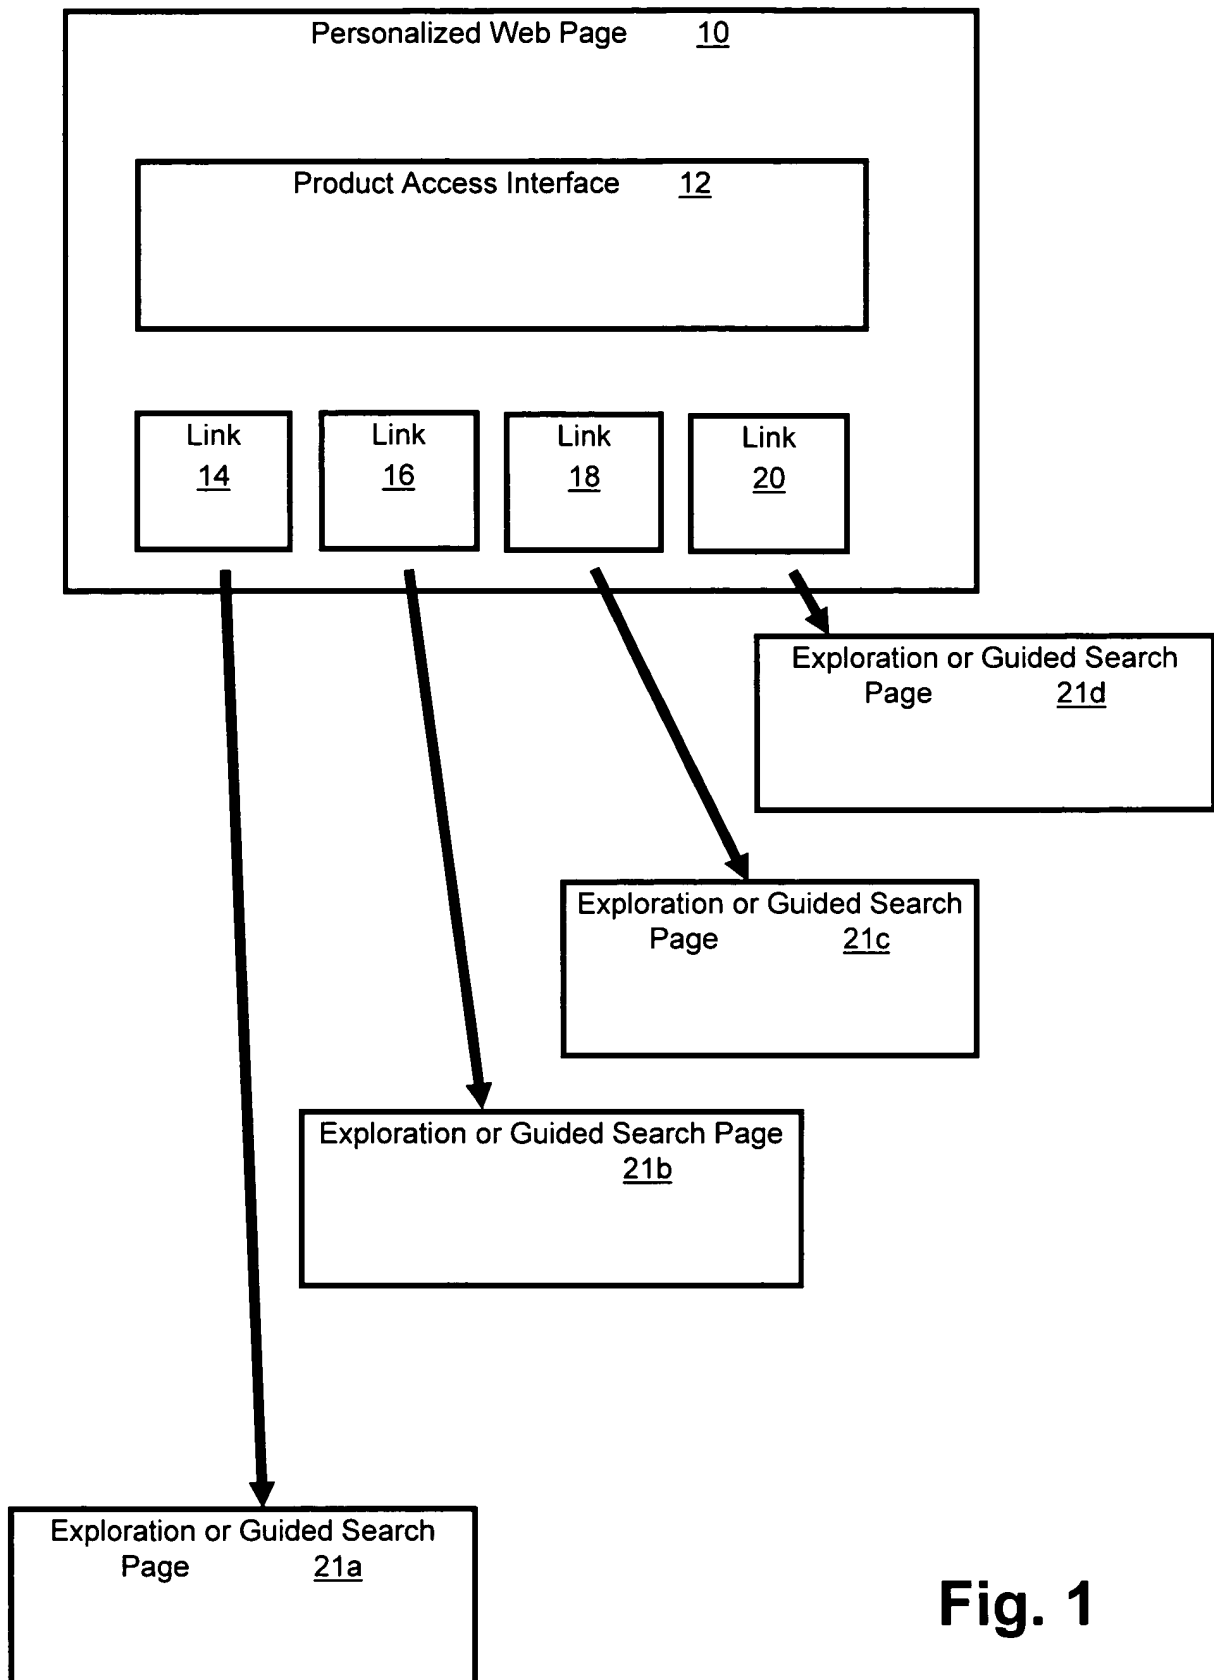 Personalized Web Page 10
Product Access Interface 12
Link
14
Link
16
Link
18
Link
20
Exploration or Guided Search
Page 21d
Exploration or Guided Search
Page 21c
Exploration or Guided Search Page
21b
Exploration or Guided Search
Page 21a
Fig. 1